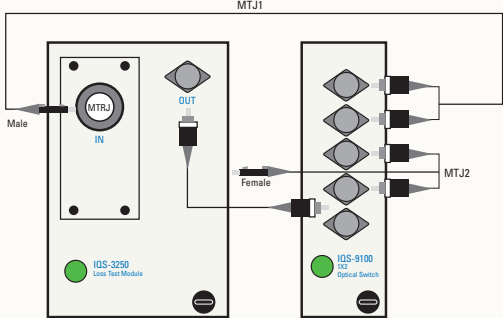 MTJ1
MTRJ
IN
OUT
Male
Female
MTJ2
IQS-3250
Loss Test Module
IQS-9100
1X2
Optical Switch